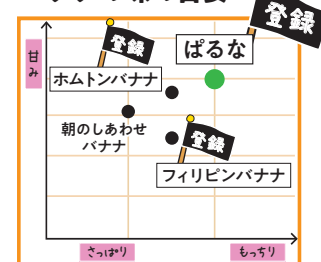 登録
登録
ぱるな
甘み
ホムトンバナナ
朝のしあわせ
バナナ
登録
フィリピンバナナ
さっぱり
もっちり